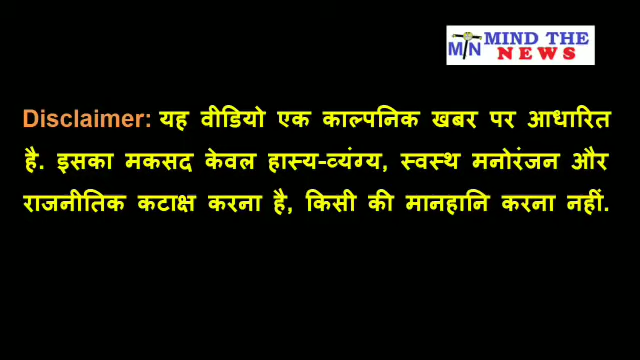 MIN MIND THE
NEWS
Disclaimer: यह वीडियो एक काल्पनिक खबर पर आधारित
है. इसका मकसद केवल हास्य-व्यंग्य, स्वस्थ मनोरंजन और
राजनीतिक कटाक्ष करना है, किसी की मानहानि करना नहीं.